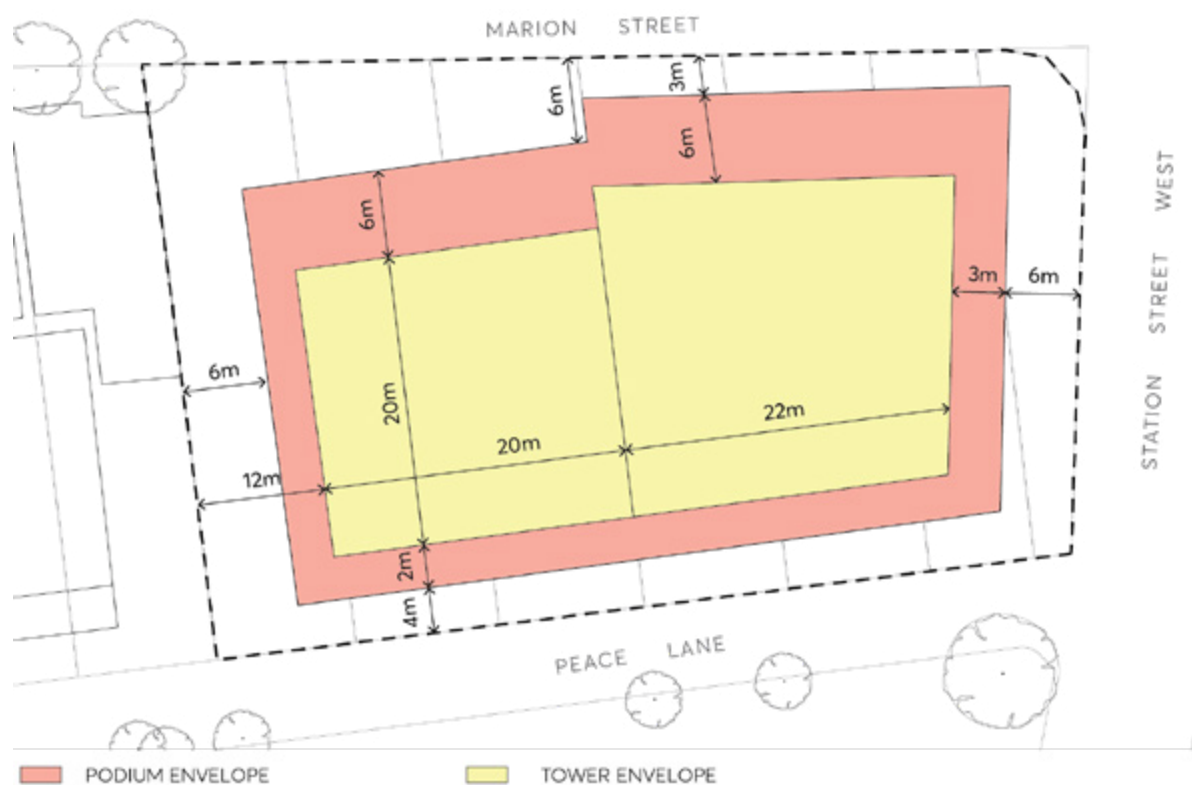 MARION STREET
3m
6m
6m
6m
STATION STREET WEST
3m 6m
6m
20m
22m
20m
12m
2m
4m
PEACE LANE
PODIUM ENVELOPE TOWER ENVELOPE